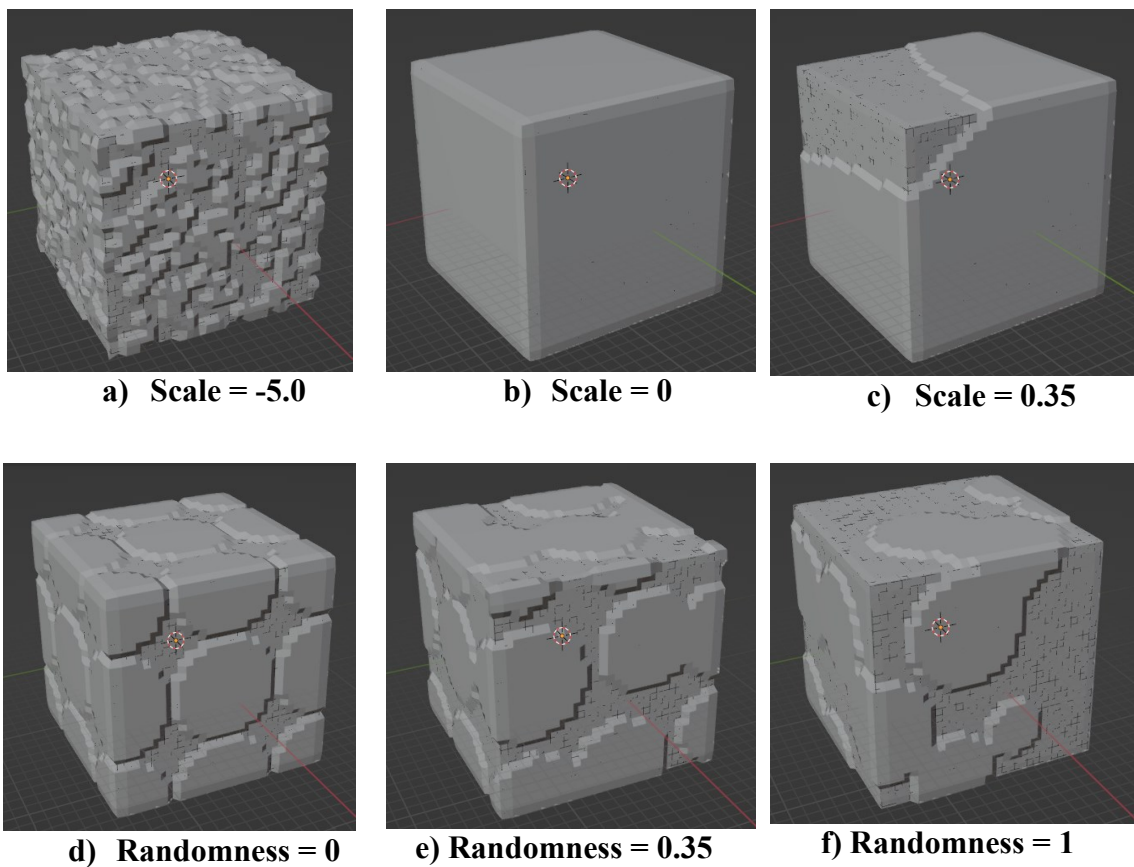 a) Scale = -5.0
b) Scale = 0
c) Scale = 0.35
d) Randomness = 0
e) Randomness = 0.35
f) Randomness = 1